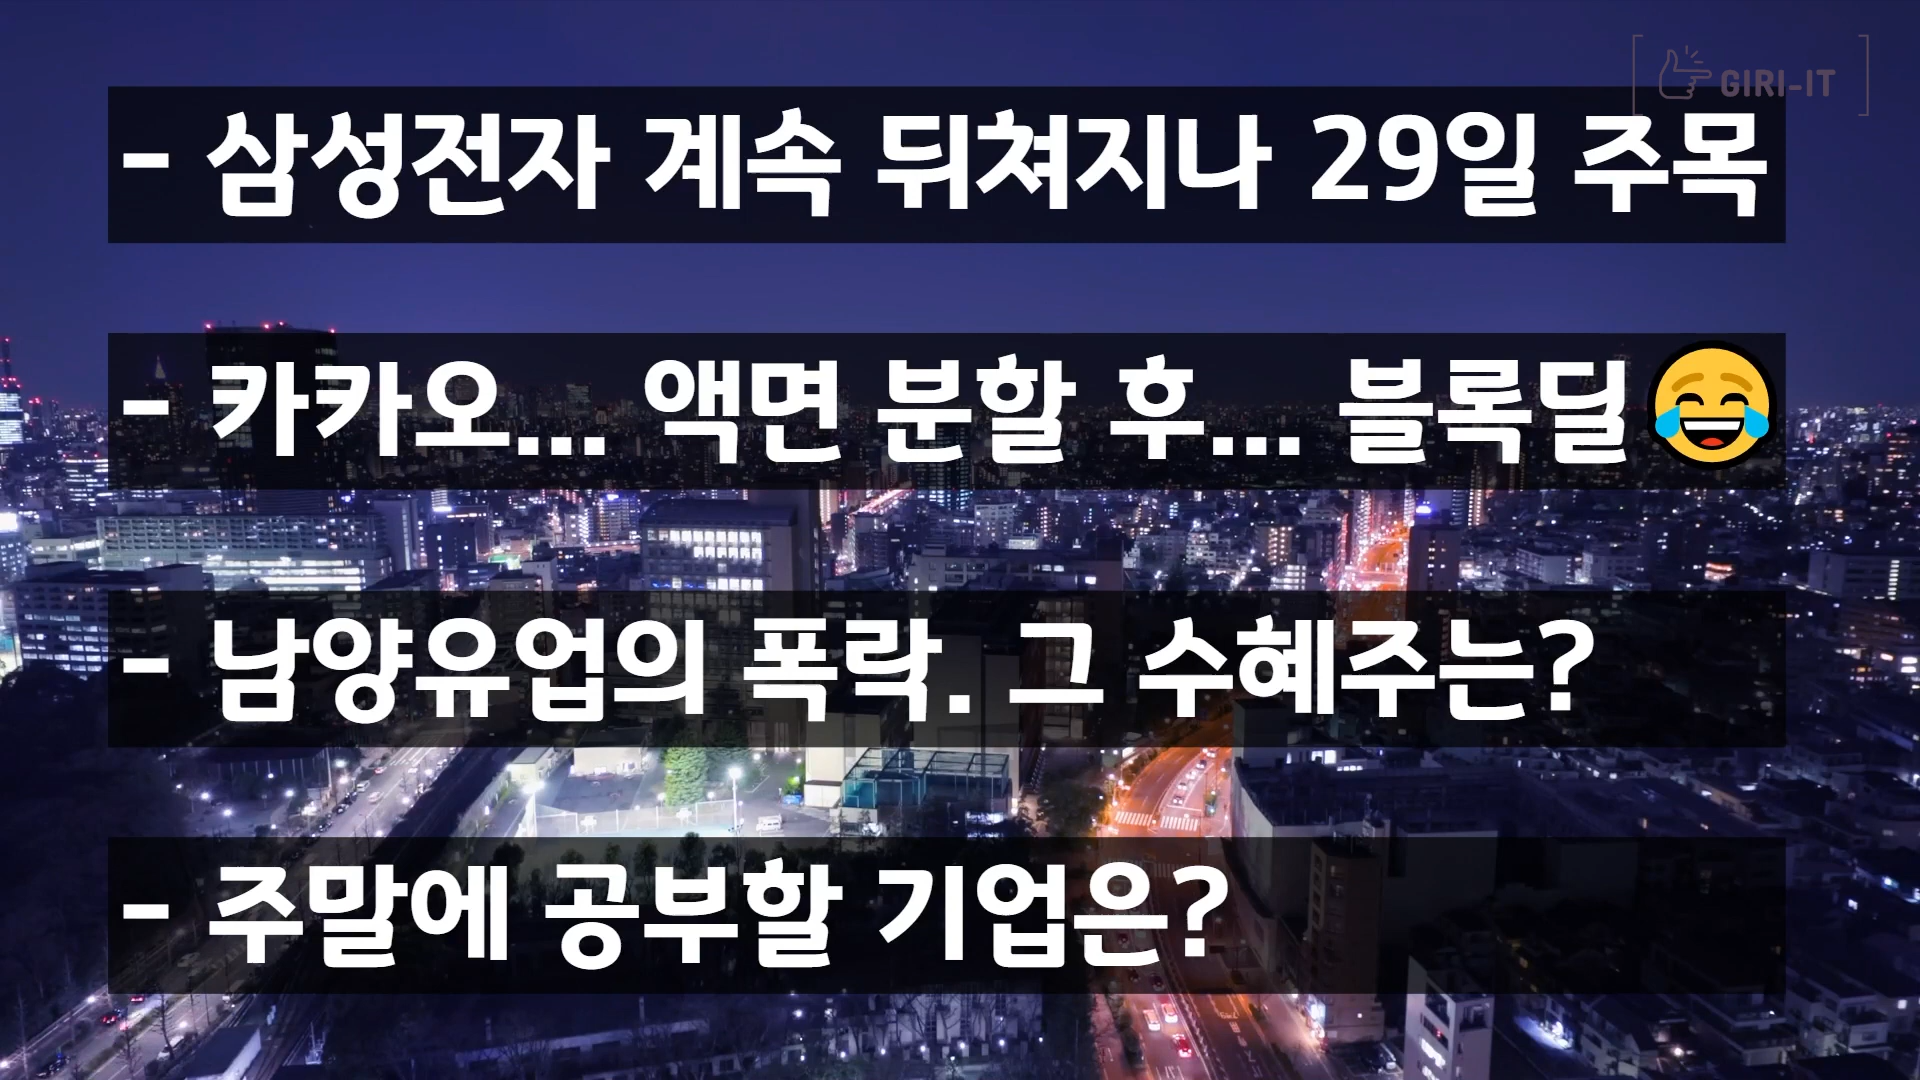 GIRI-IT
- 삼성전자 계속 뒤쳐지나 29일 주목
- 카카오... 액면 분할 후... 블록딜😂
- 남양유업의 폭락. 그 수혜주는?
- 주말에 공부할 기업은?